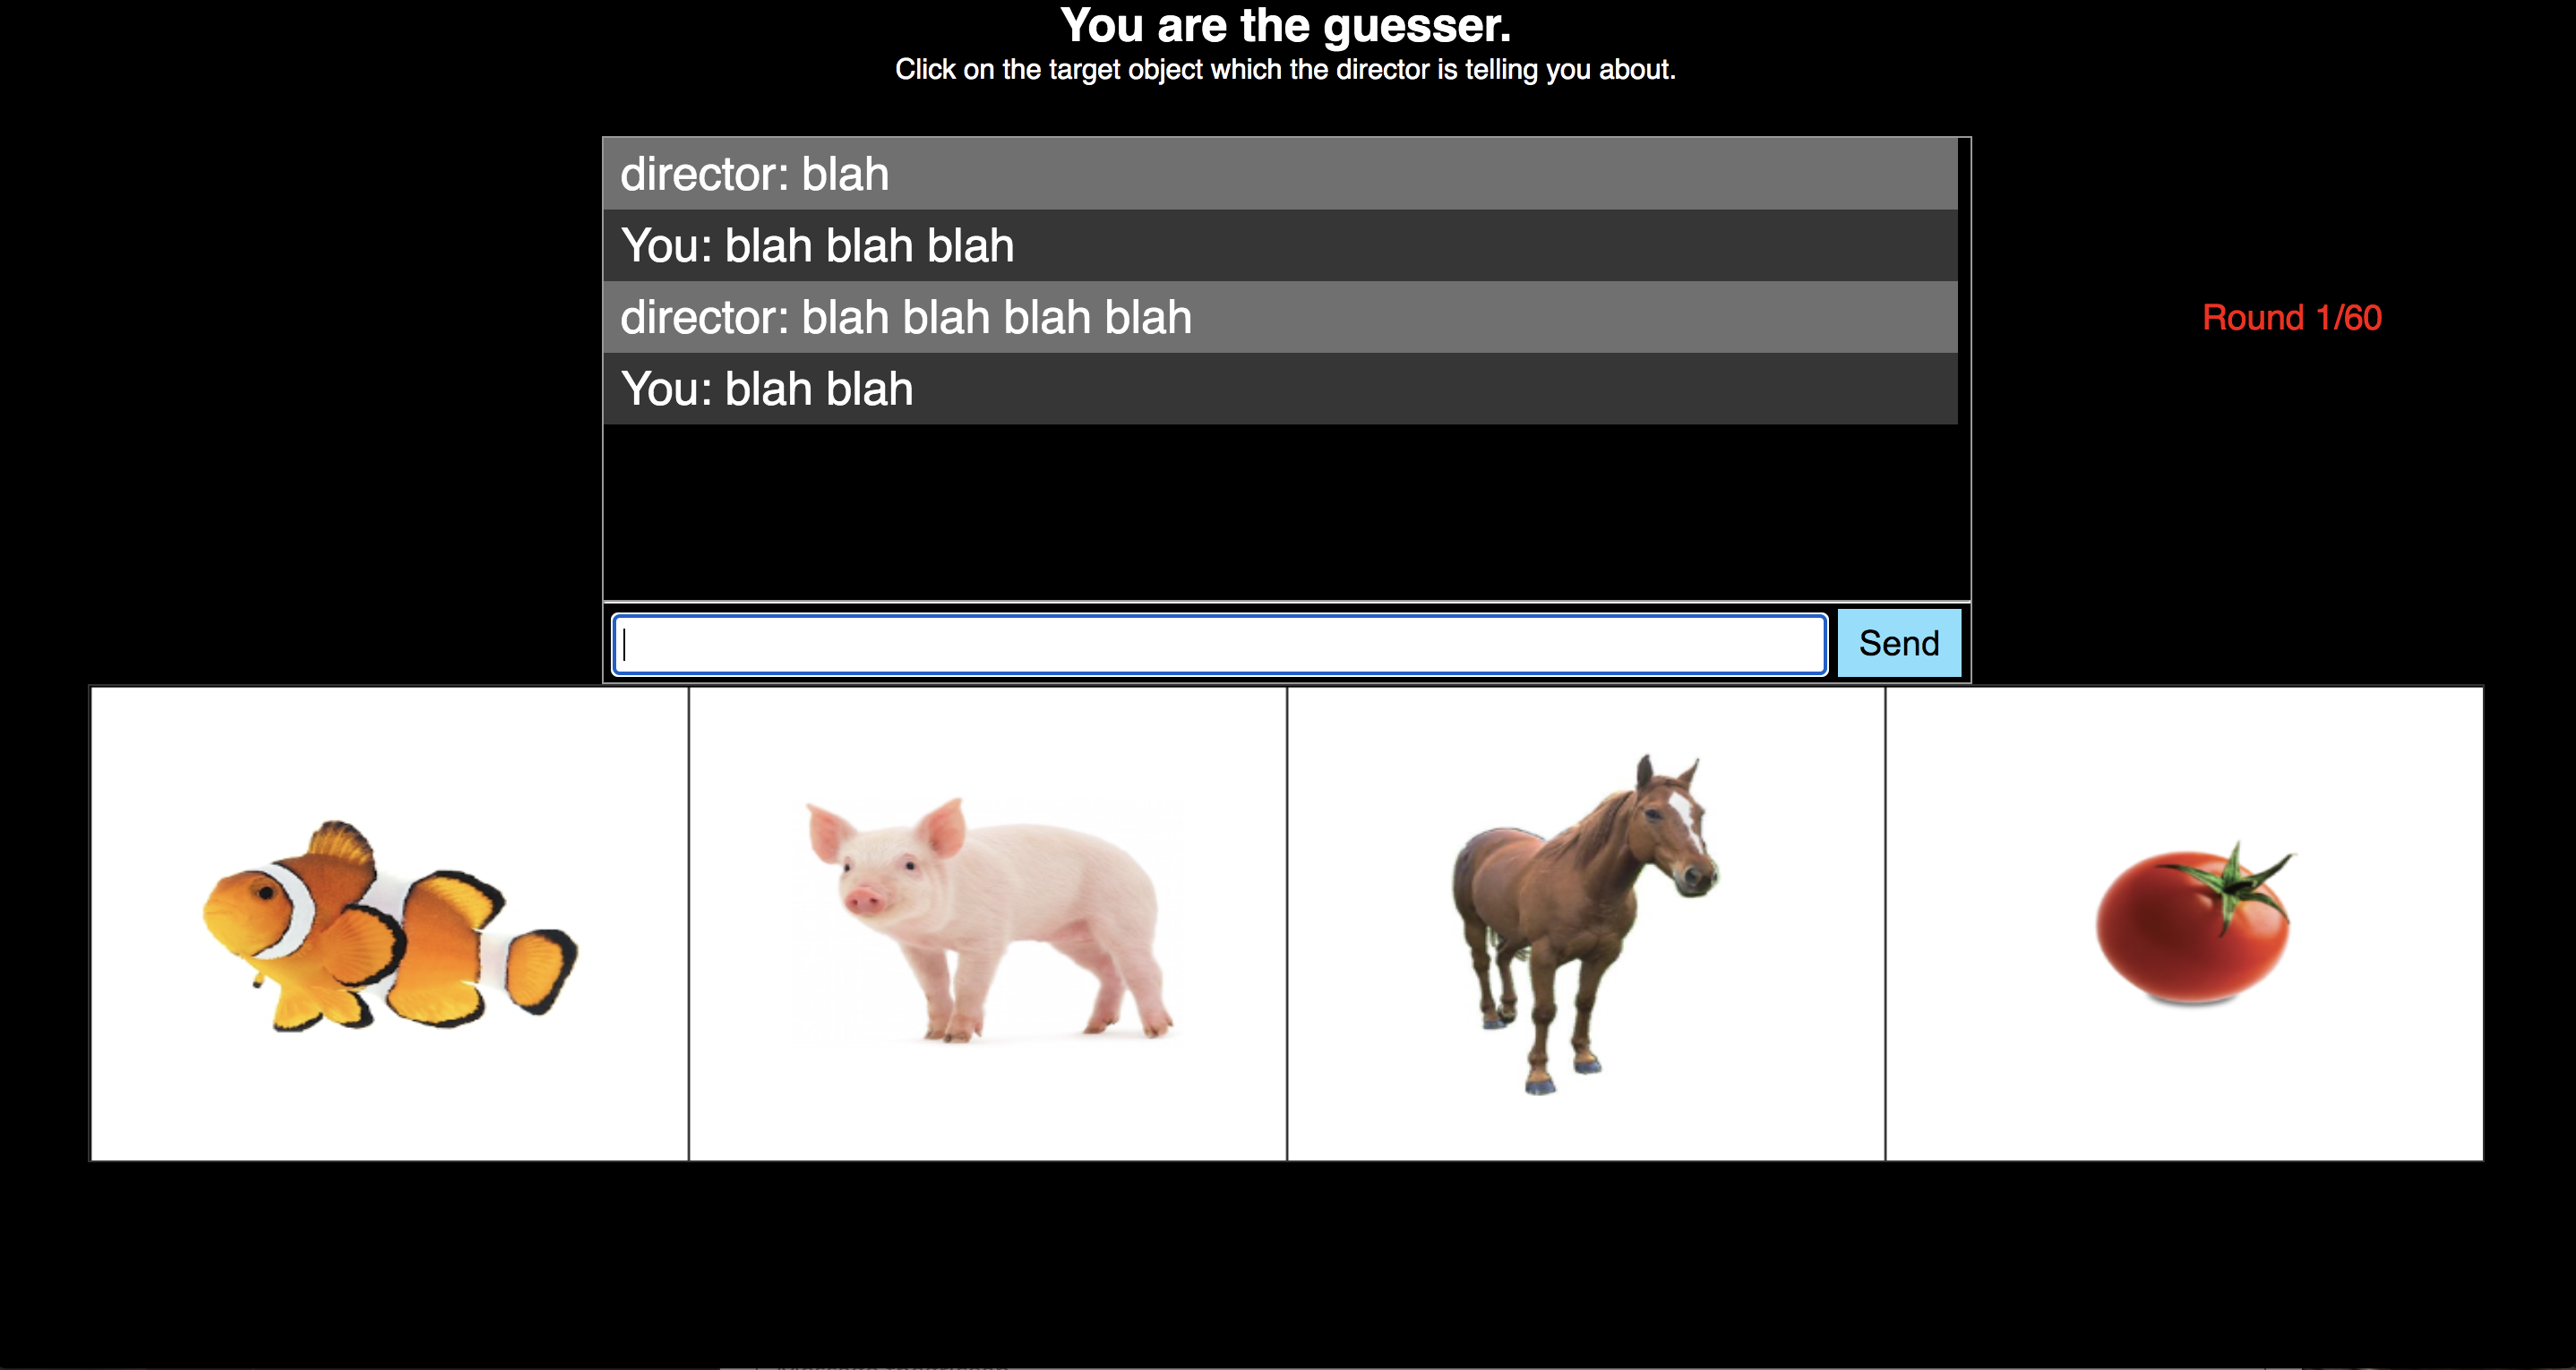 You are the guesser.
Click on the target object which the director is telling you about.
director: blah
You: blah blah blah
director: blah blah blah blah
You: blah blah
Round 1/60
Send